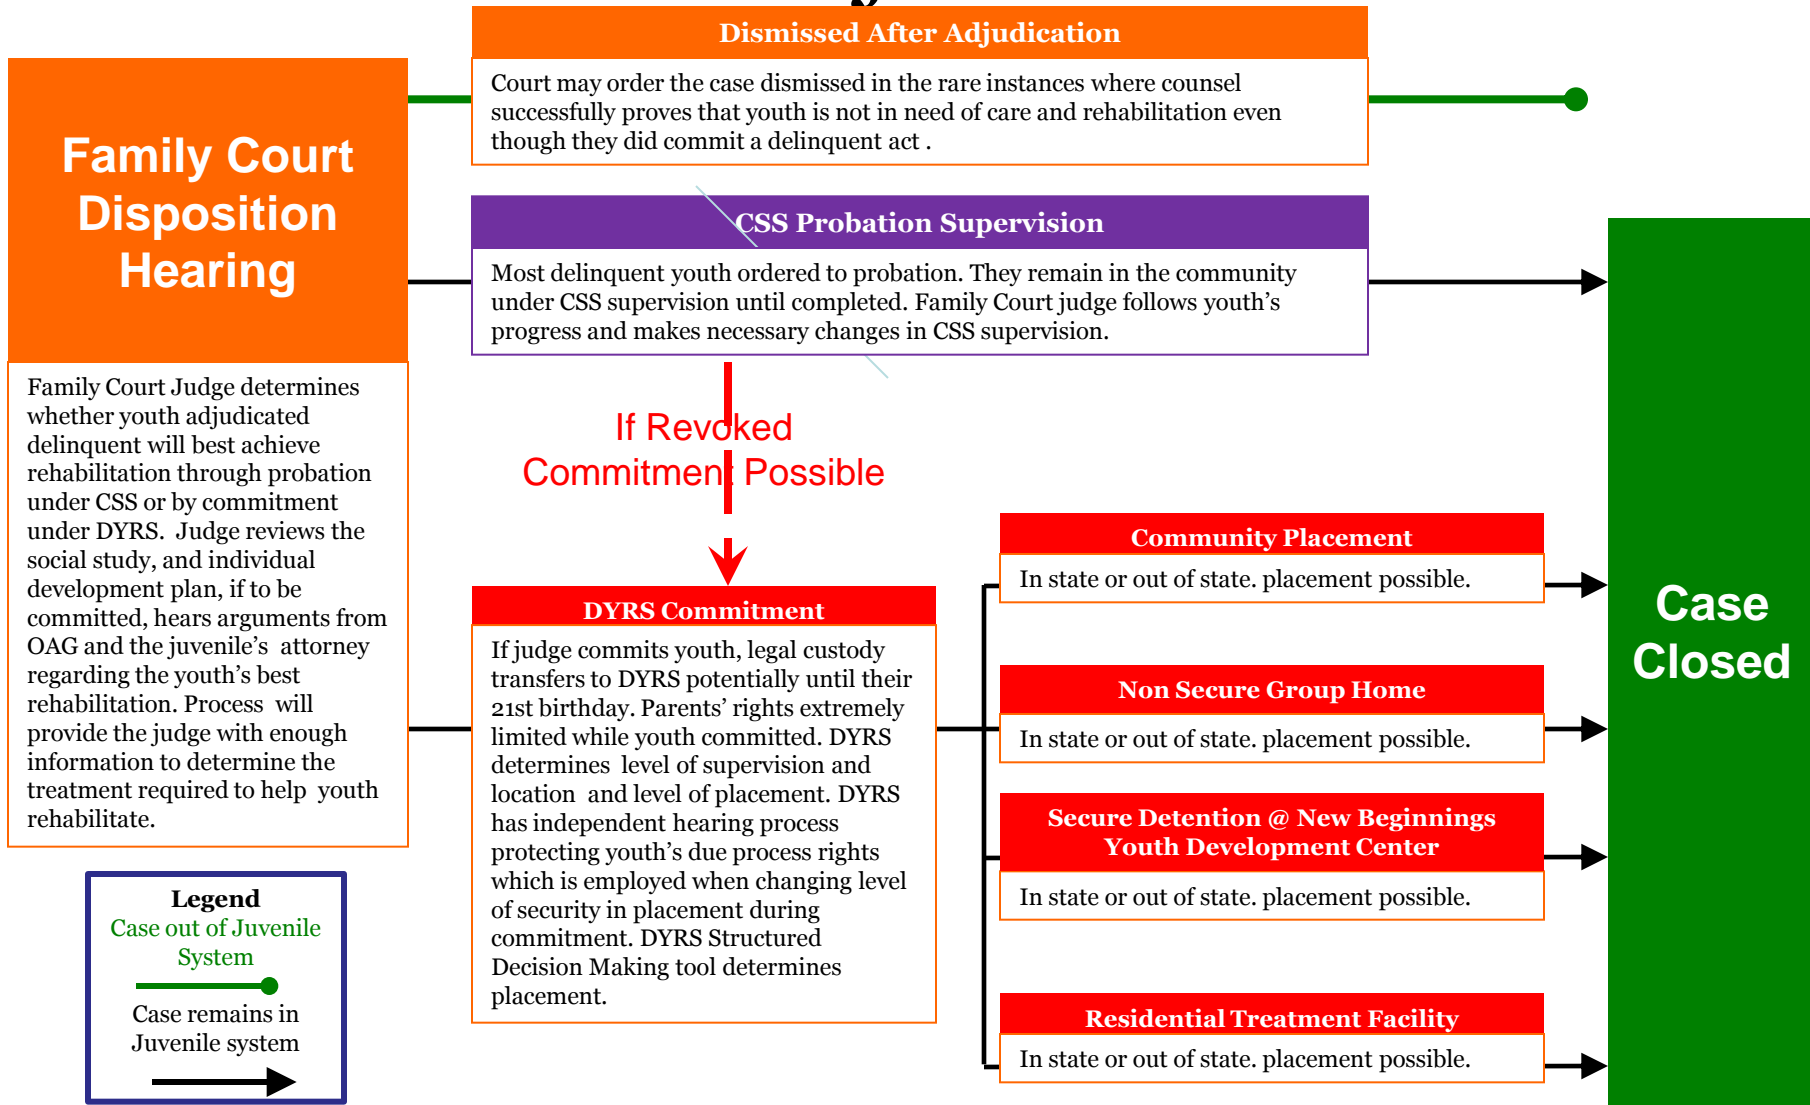 Dismissed After Adjudication
Court may order the case dismissed in the rare instances where counsel
successfully proves that youth is not in need of care and rehabilitation even
though they did commit a delinquent act .
Family Court
Disposition
Hearing
CSS Probation Supervision
Most delinquent youth ordered to probation. They remain in the community
under CSS supervision until completed. Family Court judge follows youth's
progress and makes necessary changes in CSS supervision.
Family Court Judge determines
whether youth adjudicated
delinquent will best achieve
rehabilitation through probation
under CSS or by commitment
under DYRS. Judge reviews the
social study, and individual
development plan, if to be
committed, hears arguments from
OAG and the juvenile's attorney
regarding the youth's best
rehabilitation. Process will
provide the judge with enough
information to determine the
treatment required to help youth
rehabilitate.
If Revoked
Commitment Possible
DYRS Commitment
If judge commits youth, legal custody
transfers to DYRS potentially until their
21st birthday. Parents' rights extremely
limited while youth committed. DYRS
determines level of supervision and
location and level of placement. DYRS
has independent hearing process
protecting youth's due process rights
which is employed when changing level
of security in placement during
commitment. DYRS Structured
Decision Making tool determines
placement.
Community Placement
In state or out of state. placement possible.
Non Secure Group Home
In state or out of state. placement possible.
Secure Detention @ New Beginnings
Youth Development Center
In state or out of state. placement possible.
Residential Treatment Facility
In state or out of state. placement possible.
Case
Closed
Legend
Case out of Juvenile
System
Case remains in
Juvenile system